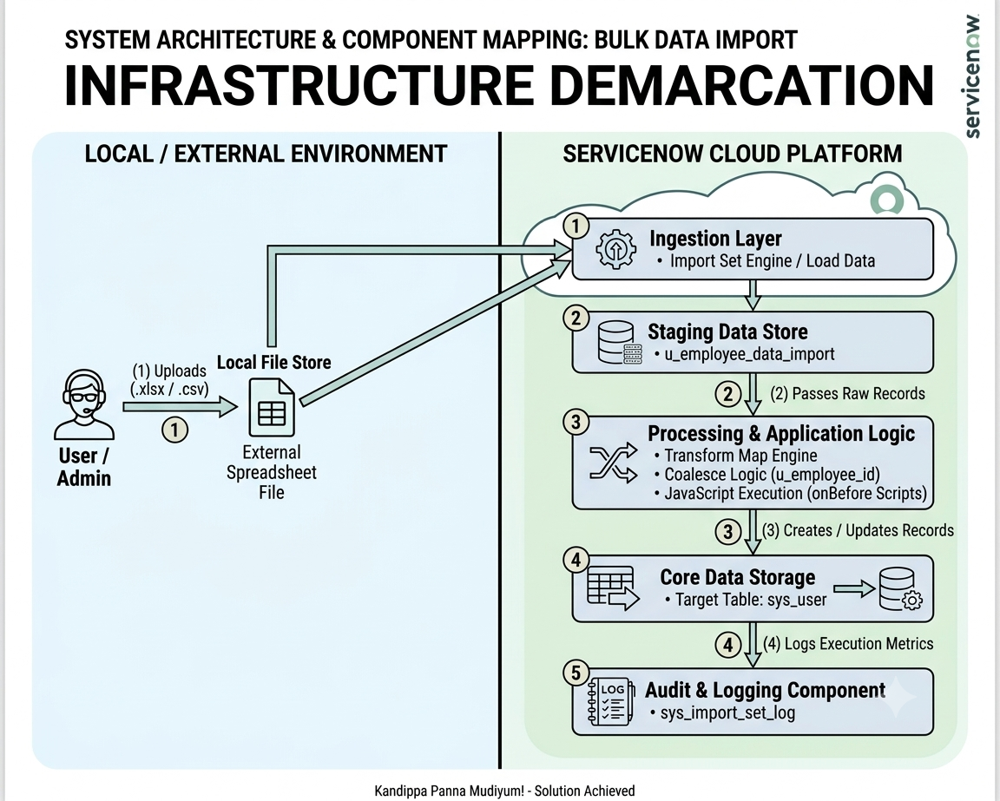 SYSTEM ARCHITECTURE & COMPONENT MAPPING: BULK DATA IMPORT
INFRASTRUCTURE DEMARCATION
servicenow
LOCAL / EXTERNAL ENVIRONMENT
(1) Uploads
(.xlsx / .csv)
1
User /
Admin
Local File Store
External
Spreadsheet
File
SERVICENOW CLOUD PLATFORM
1
Ingestion Layer
• Import Set Engine / Load Data
2
Staging Data Store
• u_employee_data_import
2
(2) Passes Raw Records
3
Processing & Application Logic
• Transform Map Engine
• Coalesce Logic (u_employee_id)
• JavaScript Execution (onBefore Scripts)
3
(3) Creates / Updates Records
4
Core Data Storage
• Target Table: sys_user
4
(4) Logs Execution Metrics
5
LOG
Audit & Logging Component
• sys_import_set_log
Kandippa Panna Mudiyum! - Solution Achieved